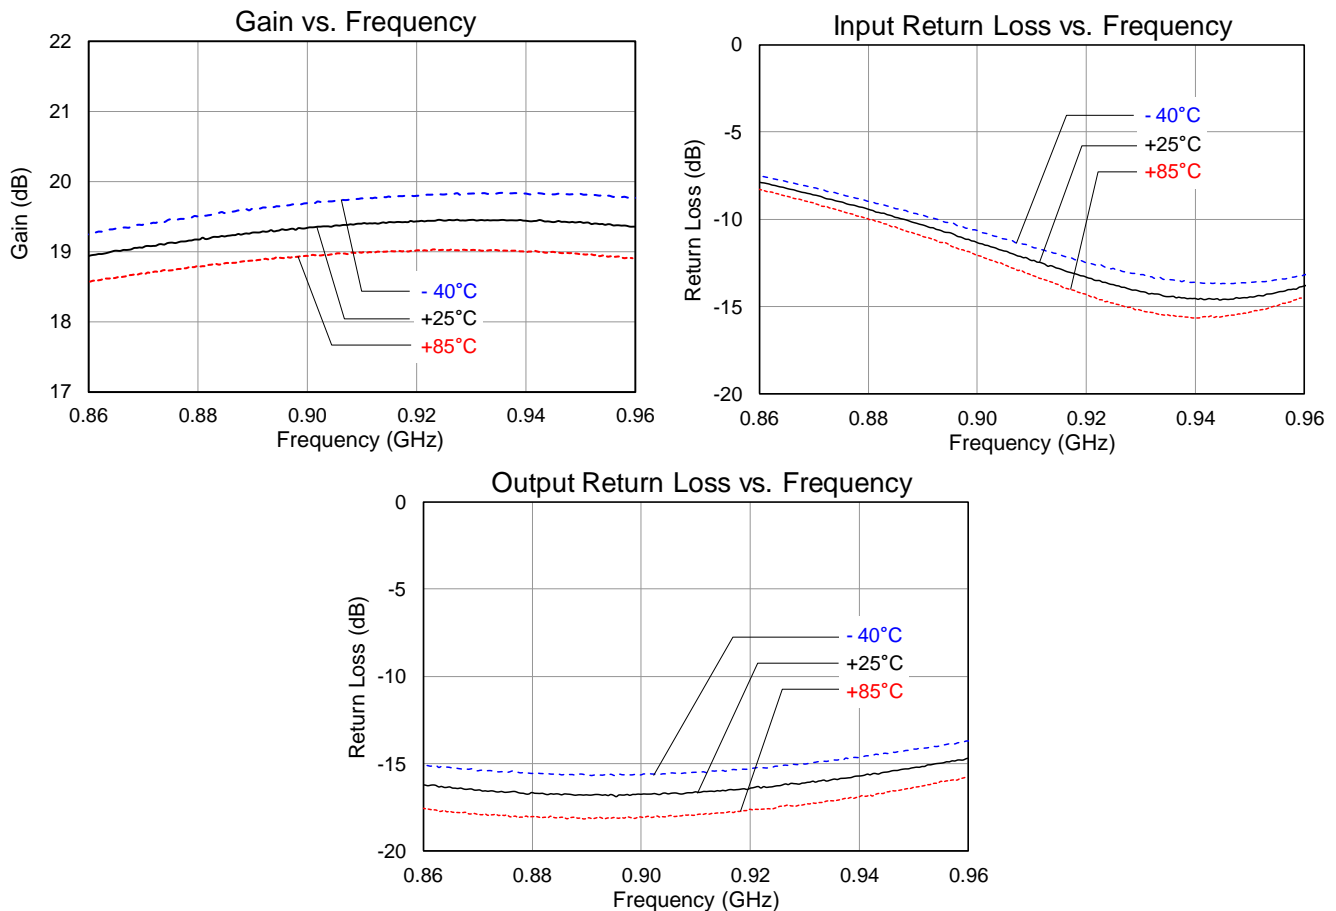 Gain vs. Frequency
22
21
20
19
18
17
Gain (dB)
- 40°C
+25°C
+85°C
0.86
0.88
0.90
0.92
0.94
0.96
Frequency (GHz)
Input Return Loss vs. Frequency
0
-5
-10
-15
-20
Return Loss (dB)
- 40°C
+25°C
+85°C
0.86
0.88
0.90
0.92
0.94
0.96
Frequency (GHz)
Output Return Loss vs. Frequency
0
-5
-10
-15
-20
Return Loss (dB)
- 40°C
+25°C
+85°C
0.86
0.88
0.90
0.92
0.94
0.96
Frequency (GHz)